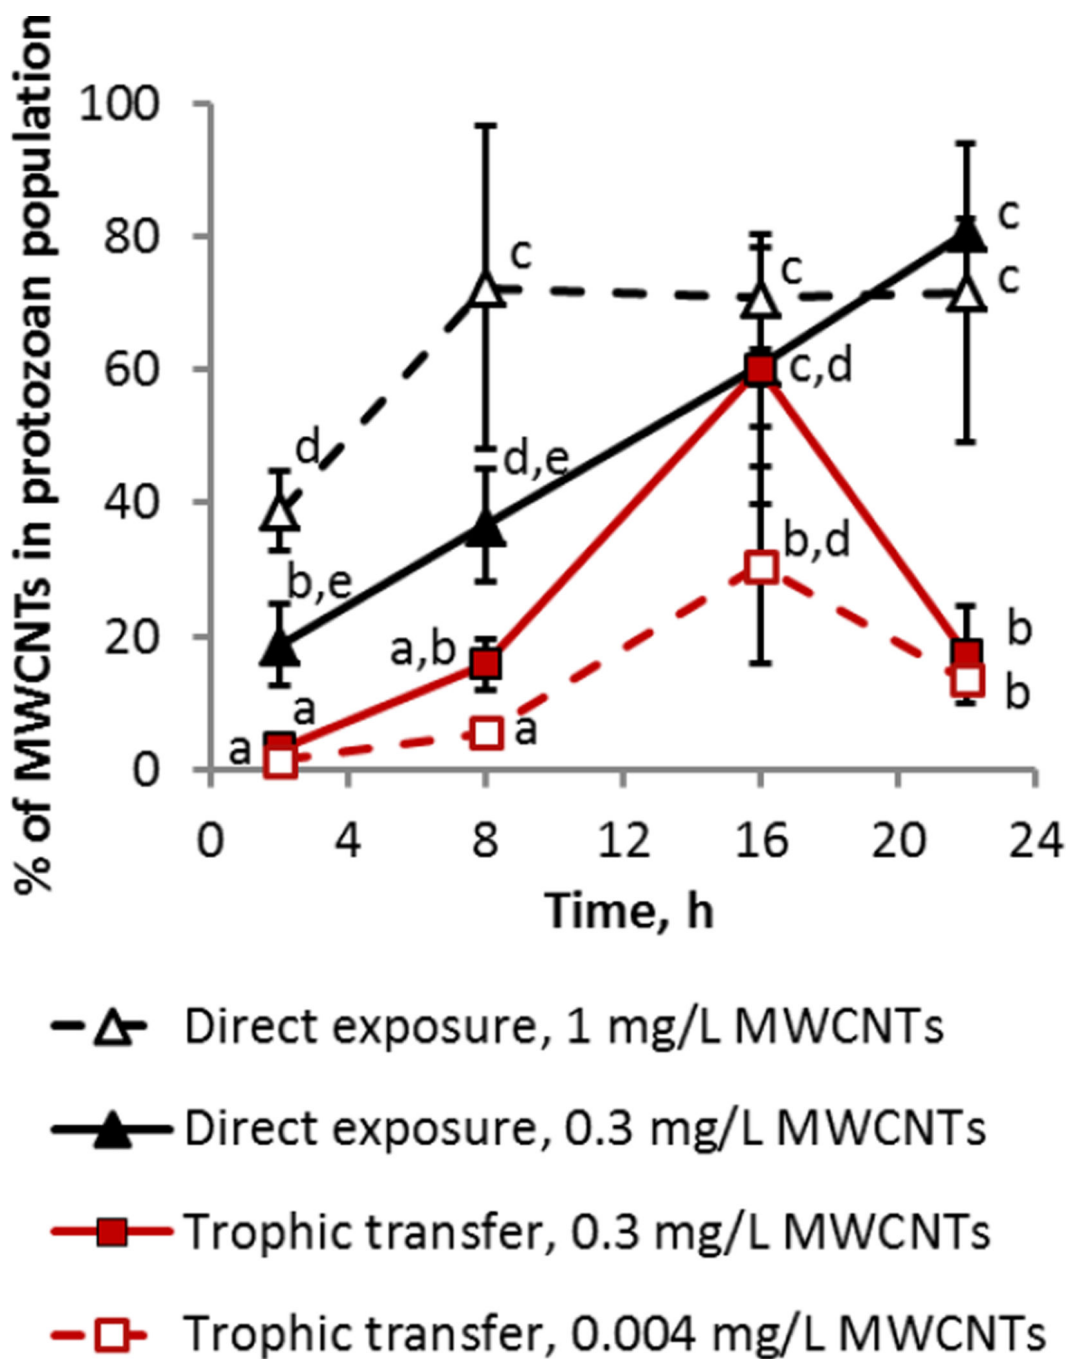 % of MWCNTs in protozoan population
100
80
60
40
20
0
c
c
c
c
d
d,e
c,d
b,e
b,d
a,b
b
a
b
a
a
0 4 8 12 16 20 24
Time, h
Direct exposure, 1 mg/L MWCNTs
Direct exposure, 0.3 mg/L MWCNTs
Trophic transfer, 0.3 mg/L MWCNTs
Trophic transfer, 0.004 mg/L MWCNTs